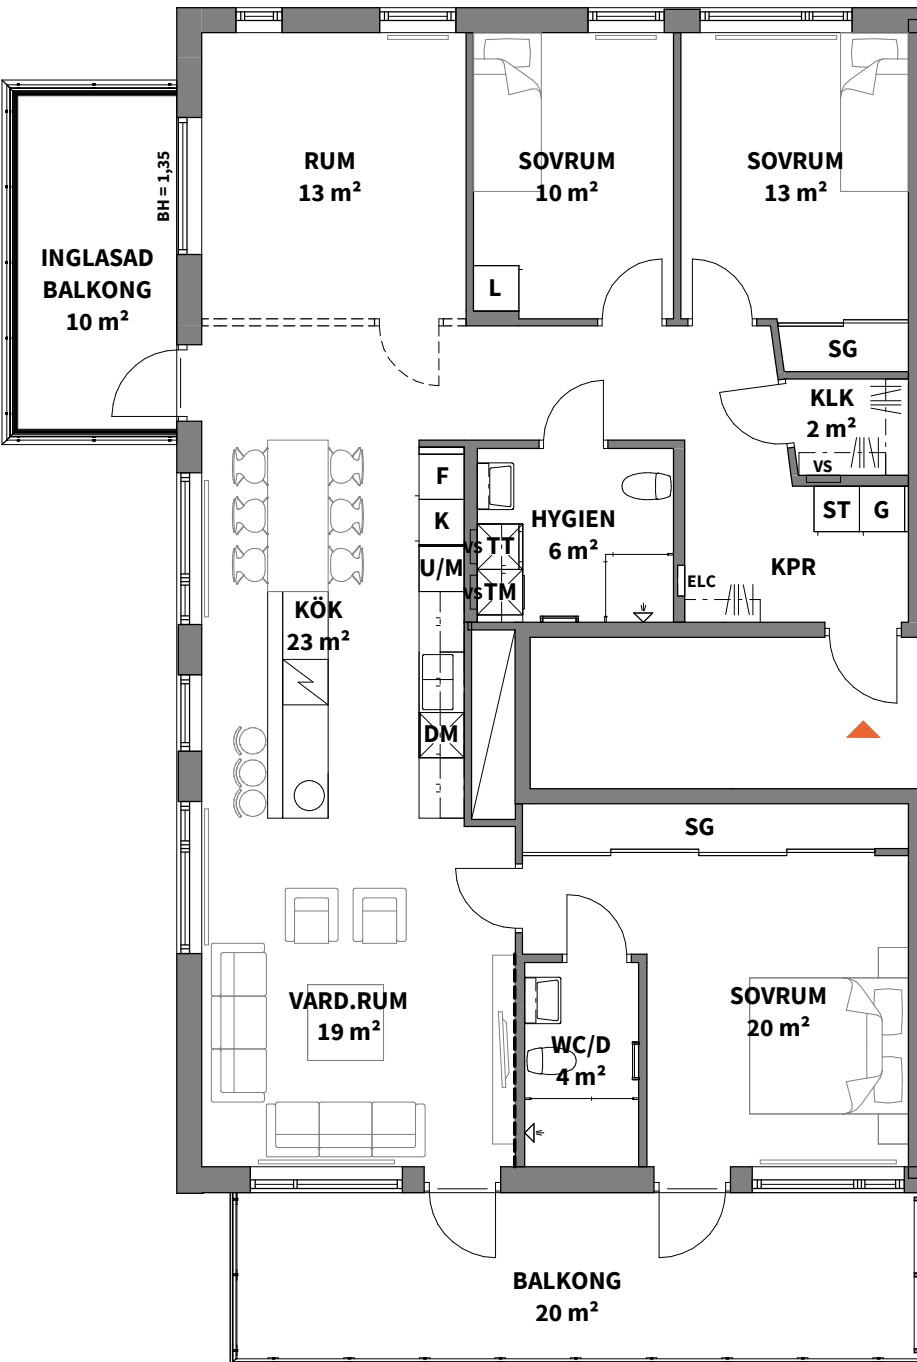 RUM
13 m²
SOVRUM
10 m²
SOVRUM
13 m²
BH = 1,35
INGLASAD
BALKONG
10 m²
L
SG
KLK
2 m²
VS
ST G
F
K
U/M
HYGIEN
6 m²
VS TT
VS TM
ELC
KPR
KÖK
23 m²
DM
SG
VARD.RUM
19 m²
WC/D
4 m²
SOVRUM
20 m²
BALKONG
20 m²